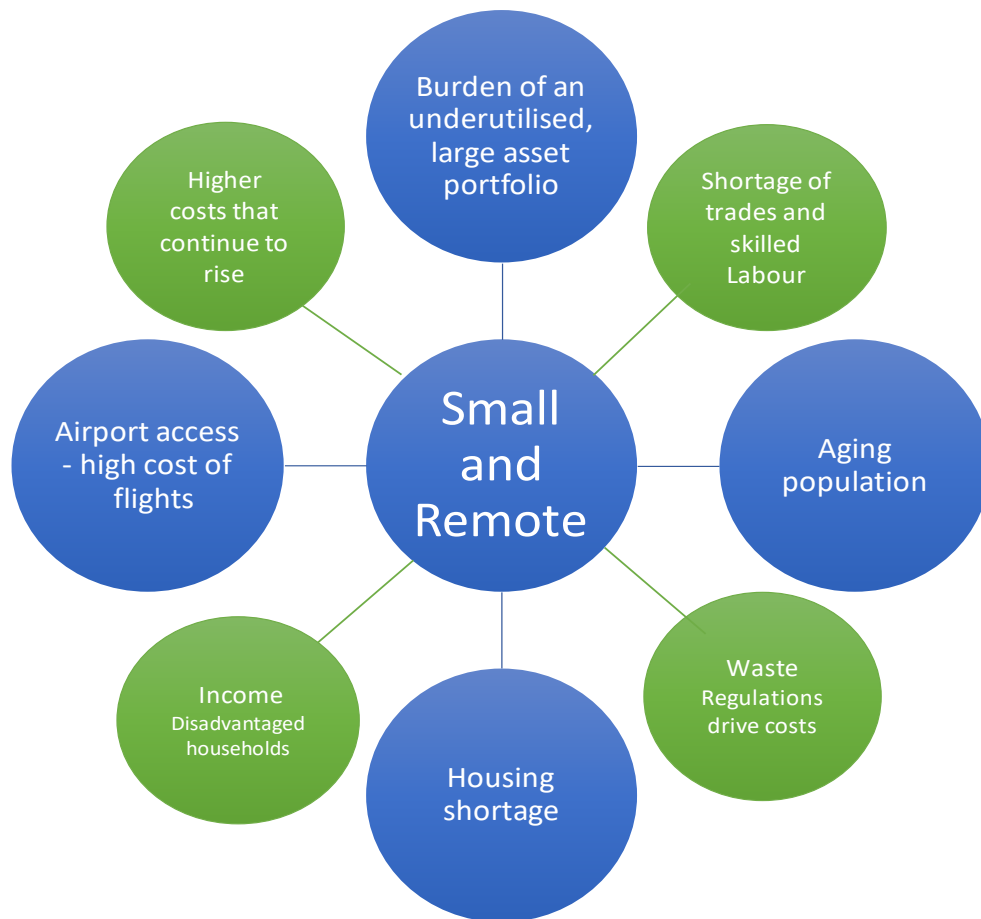 Burden of an
underutilised,
large asset
portfolio
Shortage of
trades and
skilled
Labour
Aging
population
Waste
Regulations
drive costs
Housing
shortage
Income
Disadvantaged
households
Airport access
- high cost of
flights
Higher
costs that
continue to
rise
Small
and
Remote